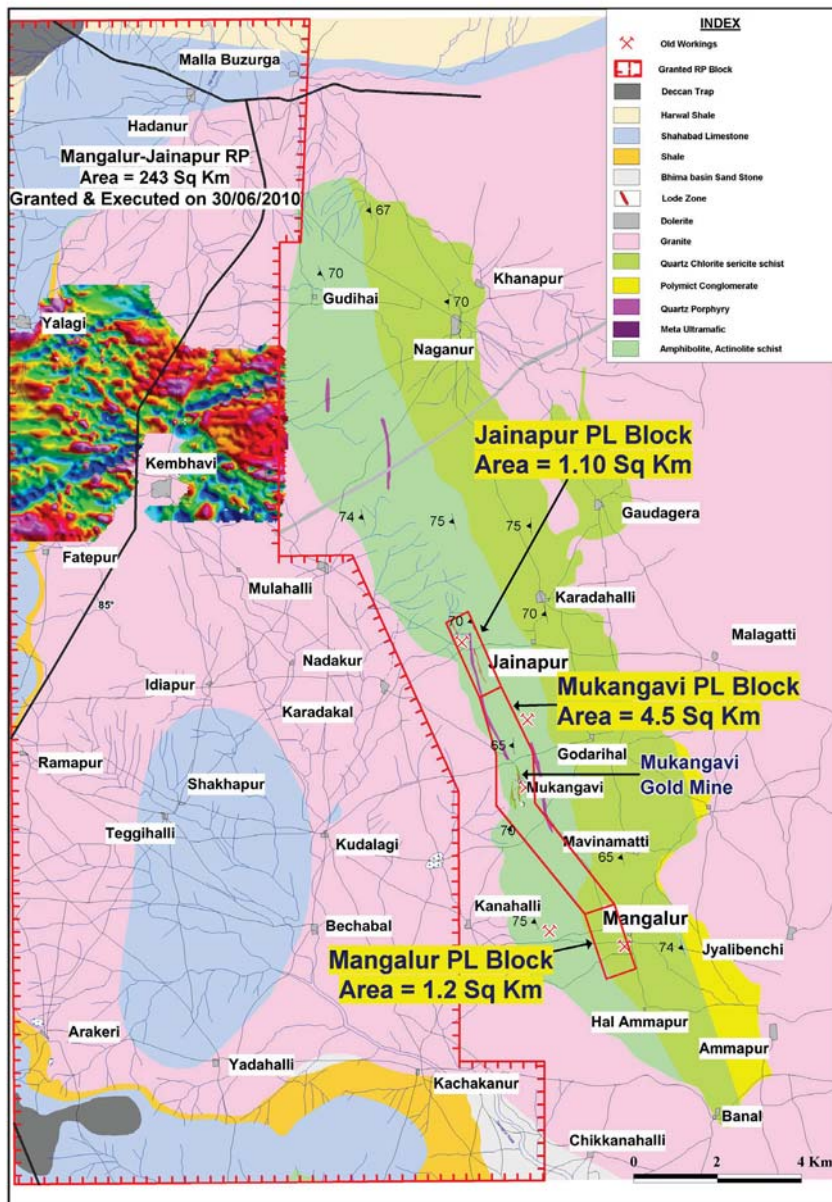 INDEX
Old Workings
Granted RP Block
Deccan Trap
Harwal Shale
Shahabad Limestone
Shale
Bhima basin Sand Stone
Lode Zone
Dolerite
Granite
Quartz Chlorite sericite schist
Polymict Conglomerate
Quartz Porphyry
Meta Ultramafic
Amphibolite, Actinolite schist
Malla Buzurga
Hadanur
Mangalur-Jainapur RP
Area = 243 Sq Km
Granted & Executed on 30/06/2010
67
70
Gudihai
Khanapur
70
Naganur
Yalagi
Kembhavi
Jainapur PL Block
Area = 1.10 Sq Km
74
75
75
Gaudagera
Fatepur
Mulahalli
85°
Karadahalli
70
70
Malagatti
Nadakur
Jainapur
Idiapur
Karadakal
Mukangavi PL Block
Area = 4.5 Sq Km
65
Godarihal
Ramapur
Mukangavi
Gold Mine
Mukangavi
Shakhapur
Teggihalli
70
Kudalagi
Mavinamatti
65
Kanahalli
75
Mangalur
Bechabal
74
Jyalibenchi
Mangalur PL Block
Area = 1.2 Sq Km
Hal Ammapur
Arakeri
Ammapur
Yadahalli
Kachakanur
Banal
Chikkanahalli
0 2 4 Km